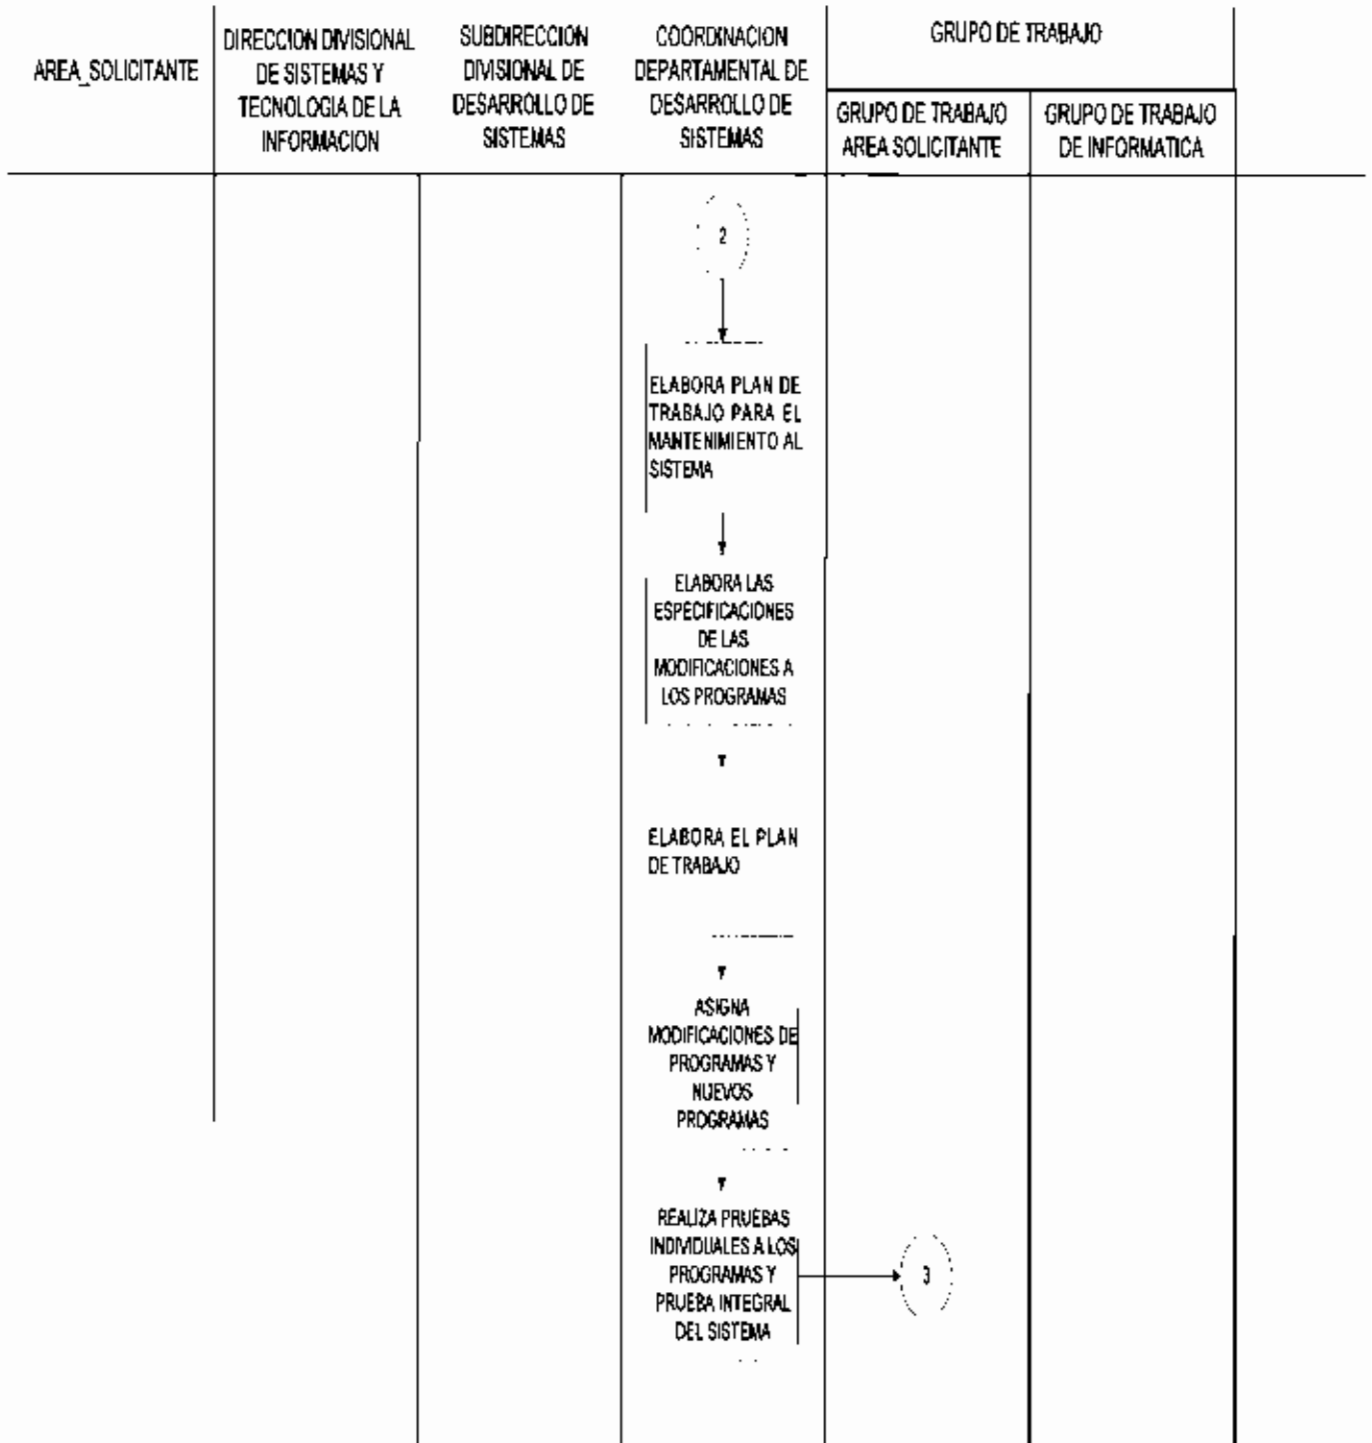 AREA_SOLICITANTE
DIRECCION DIVISIONAL
DE SISTEMAS Y
TECNOLOGIA DE LA
INFORMACION
SUBDIRECCION
DIVISIONAL DE
DESARROLLO DE
SISTEMAS
COORDINACION
DEPARTAMENTAL DE
DESARROLLO DE
SISTEMAS
GRUPO DE TRABAJO
GRUPO DE TRABAJO
AREA SOLICITANTE
GRUPO DE TRABAJO
DE INFORMATICA
2
ELABORA PLAN DE
TRABAJO PARA EL
MANTENIMIENTO AL
SISTEMA
ELABORA LAS
ESPECIFICACIONES
DE LAS
MODIFICACIONES A
LOS PROGRAMAS
ELABORA EL PLAN
DE TRABAJO
ASIGNA
MODIFICACIONES DE
PROGRAMAS Y
NUEVOS
PROGRAMAS
REALIZA PRUEBAS
INDIVIDUALES A LOS
PROGRAMAS Y
PRUEBA INTEGRAL
DEL SISTEMA
3